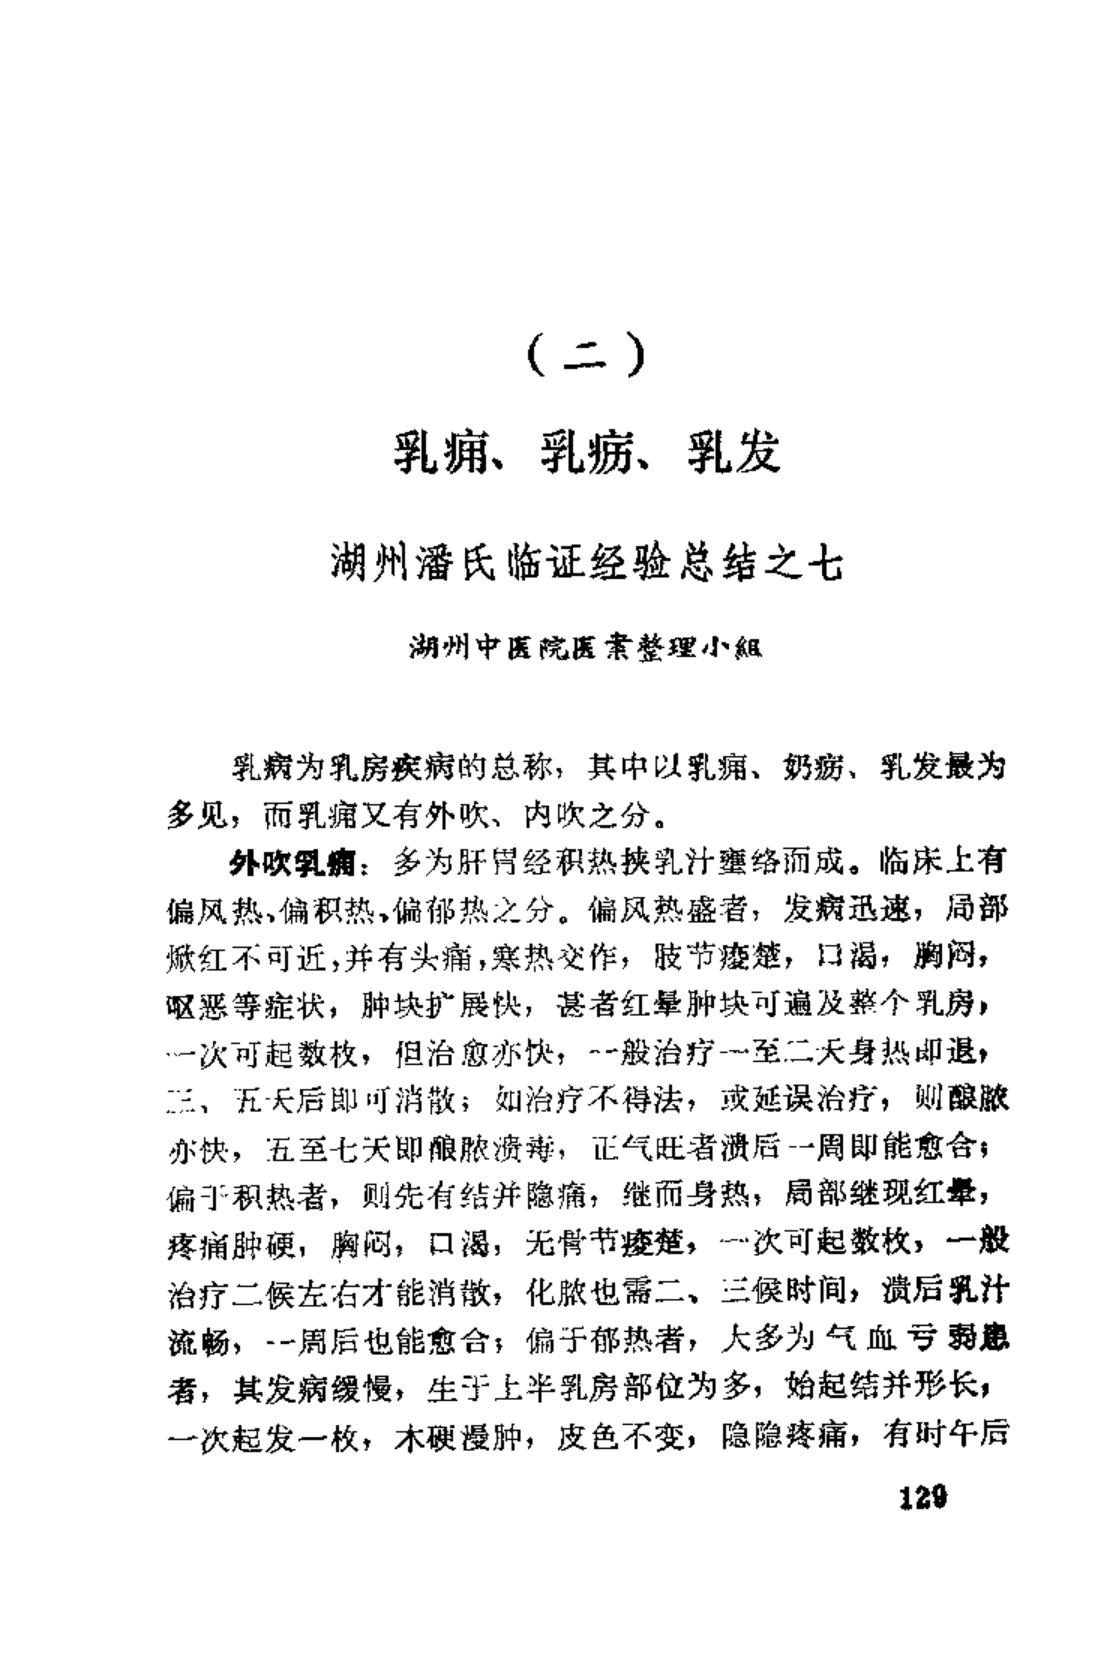 （二）
乳痈、乳疬、乳发
湖州潘氏临证经验总结之七
湖州中医院医案整理小組
乳病为乳房疾病的总称，其中以乳痈、奶疬、乳发最为
多见，而乳痈又有外吹、内吹之分。
外吹乳痈：多为肝胃经积热挟乳汁壅络而成。临床上有
偏风热、偏积热、偏郁热之分。偏风热盛者，发病迅速，局部
焮红不可近，并有头痛，寒热交作，肢节痠楚，口渴，胸闷，
呕恶等症状，肿块扩展快，甚者红晕肿块可遍及整个乳房，
一次可起数枚，但治愈亦快，一般治疗一至二天身热即退，
三、五天后即可消散；如治疗不得法，或延误治疗，则酿脓
亦快，五至七天即酿脓溃毒，正气旺者溃后一周即能愈合；
偏于积热者，则先有结并隐痛，继而身热，局部继现红晕，
疼痛肿硬，胸闷，口渴，无骨节痠楚，一次可起数枚，一般
治疗二候左右才能消散，化脓也需二、三候时间，溃后乳汁
流畅，一周后也能愈合；偏于郁热者，大多为气血亏弱患
者，其发病缓慢，生于上半乳房部位为多，始起结并形长，
一次起发一枚，木硬漫肿，皮色不变，隐隐疼痛，有时午后
129